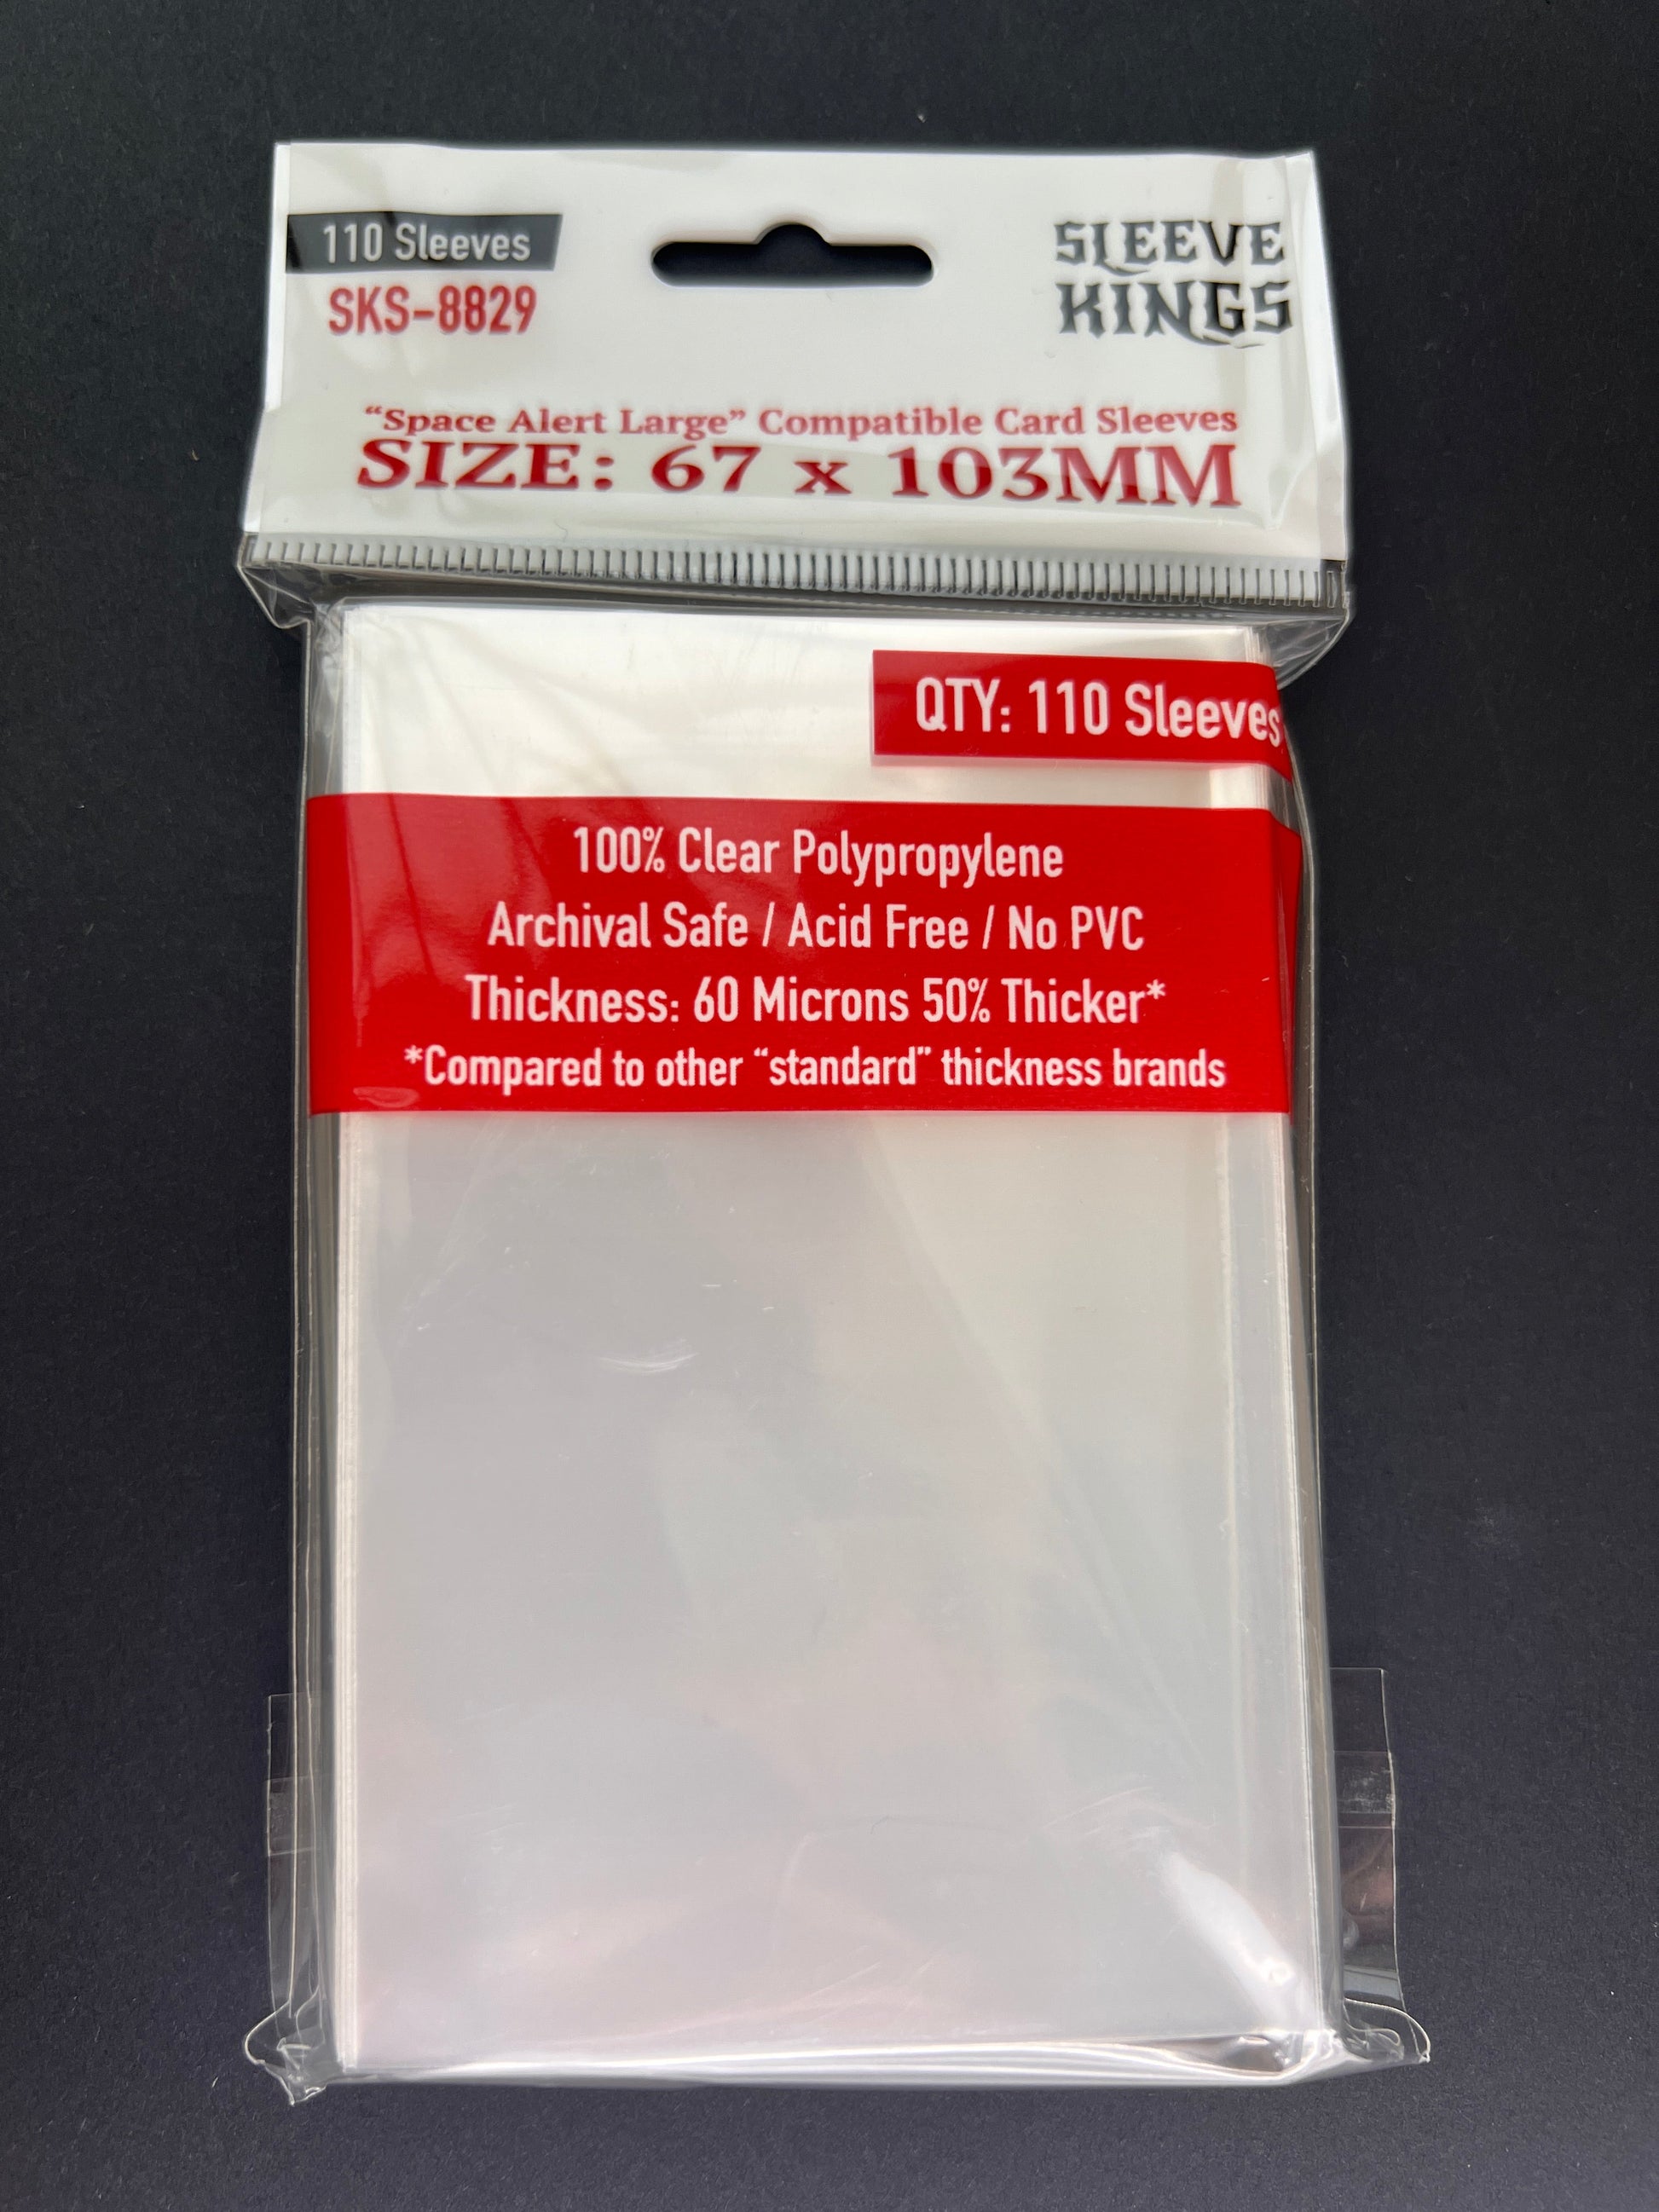 110 Sleeves
SKS-8829
SLEEVE
KINGS
“Space Alert Large” Compatible Card Sleeves
SIZE: 67 x 103MM
QTY: 110 Sleeves
100% Clear Polypropylene
Archival Safe / Acid Free / No PVC
Thickness: 60 Microns 50% Thicker*
*Compared to other “standard” thickness brands